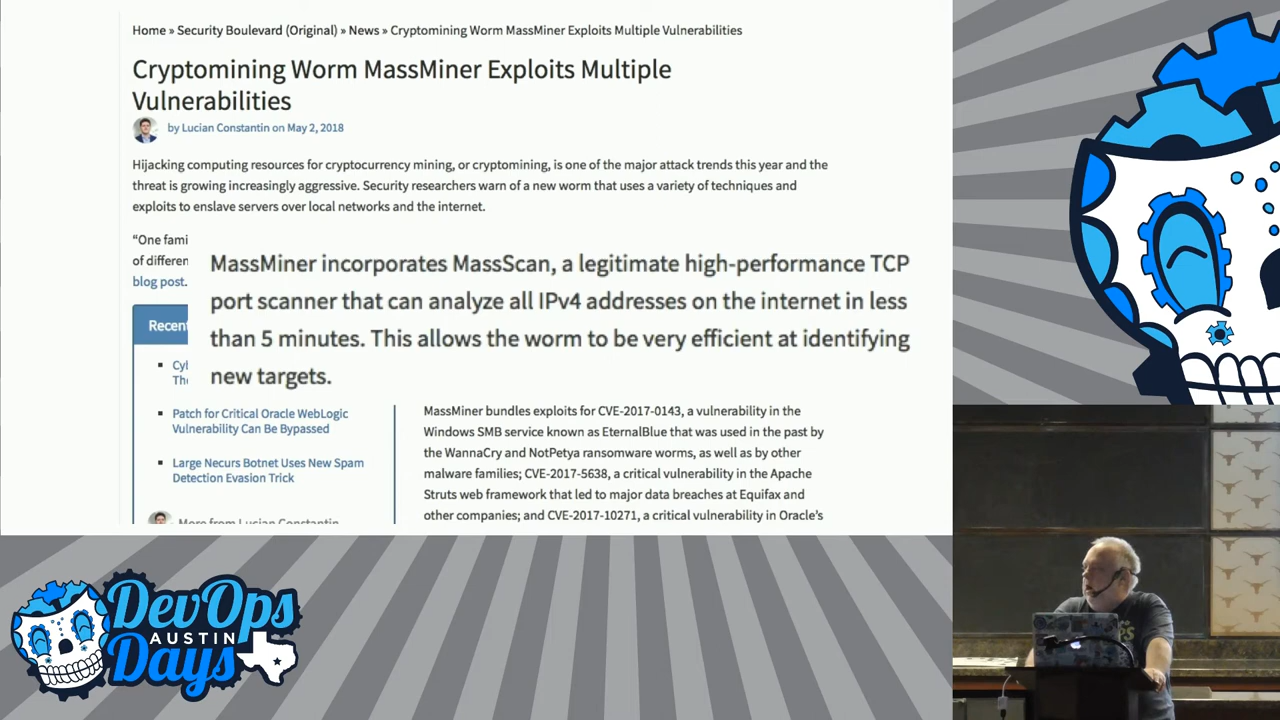 Home » Security Boulevard (Original) » News » Cryptomining Worm MassMiner Exploits Multiple Vulnerabilities
Cryptomining Worm MassMiner Exploits Multiple
Vulnerabilities
by Lucian Constantin on May 2, 2018
Hijacking computing resources for cryptocurrency mining, or cryptomining, is one of the major attack trends this year and the
threat is growing increasingly aggressive. Security researchers warn of a new worm that uses a variety of techniques and
exploits to enslave servers over local networks and the internet.
“One fami
of differen
blog post.
MassMiner incorporates MassScan, a legitimate high-performance TCP
port scanner that can analyze all IPv4 addresses on the internet in less
than 5 minutes. This allows the worm to be very efficient at identifying
new targets.
Recent
Cyl
The
Patch for Critical Oracle WebLogic
Vulnerability Can Be Bypassed
Large Necurs Botnet Uses New Spam
Detection Evasion Trick
More from Lucian Constantin
MassMiner bundles exploits for CVE-2017-0143, a vulnerability in the
Windows SMB service known as EternalBlue that was used in the past by
the WannaCry and NotPetya ransomware worms, as well as by other
malware families; CVE-2017-5638, a critical vulnerability in the Apache
Struts web framework that led to major data breaches at Equifax and
other companies; and CVE-2017-10271, a critical vulnerability in Oracle’s
DevOps
AUSTIN
Days